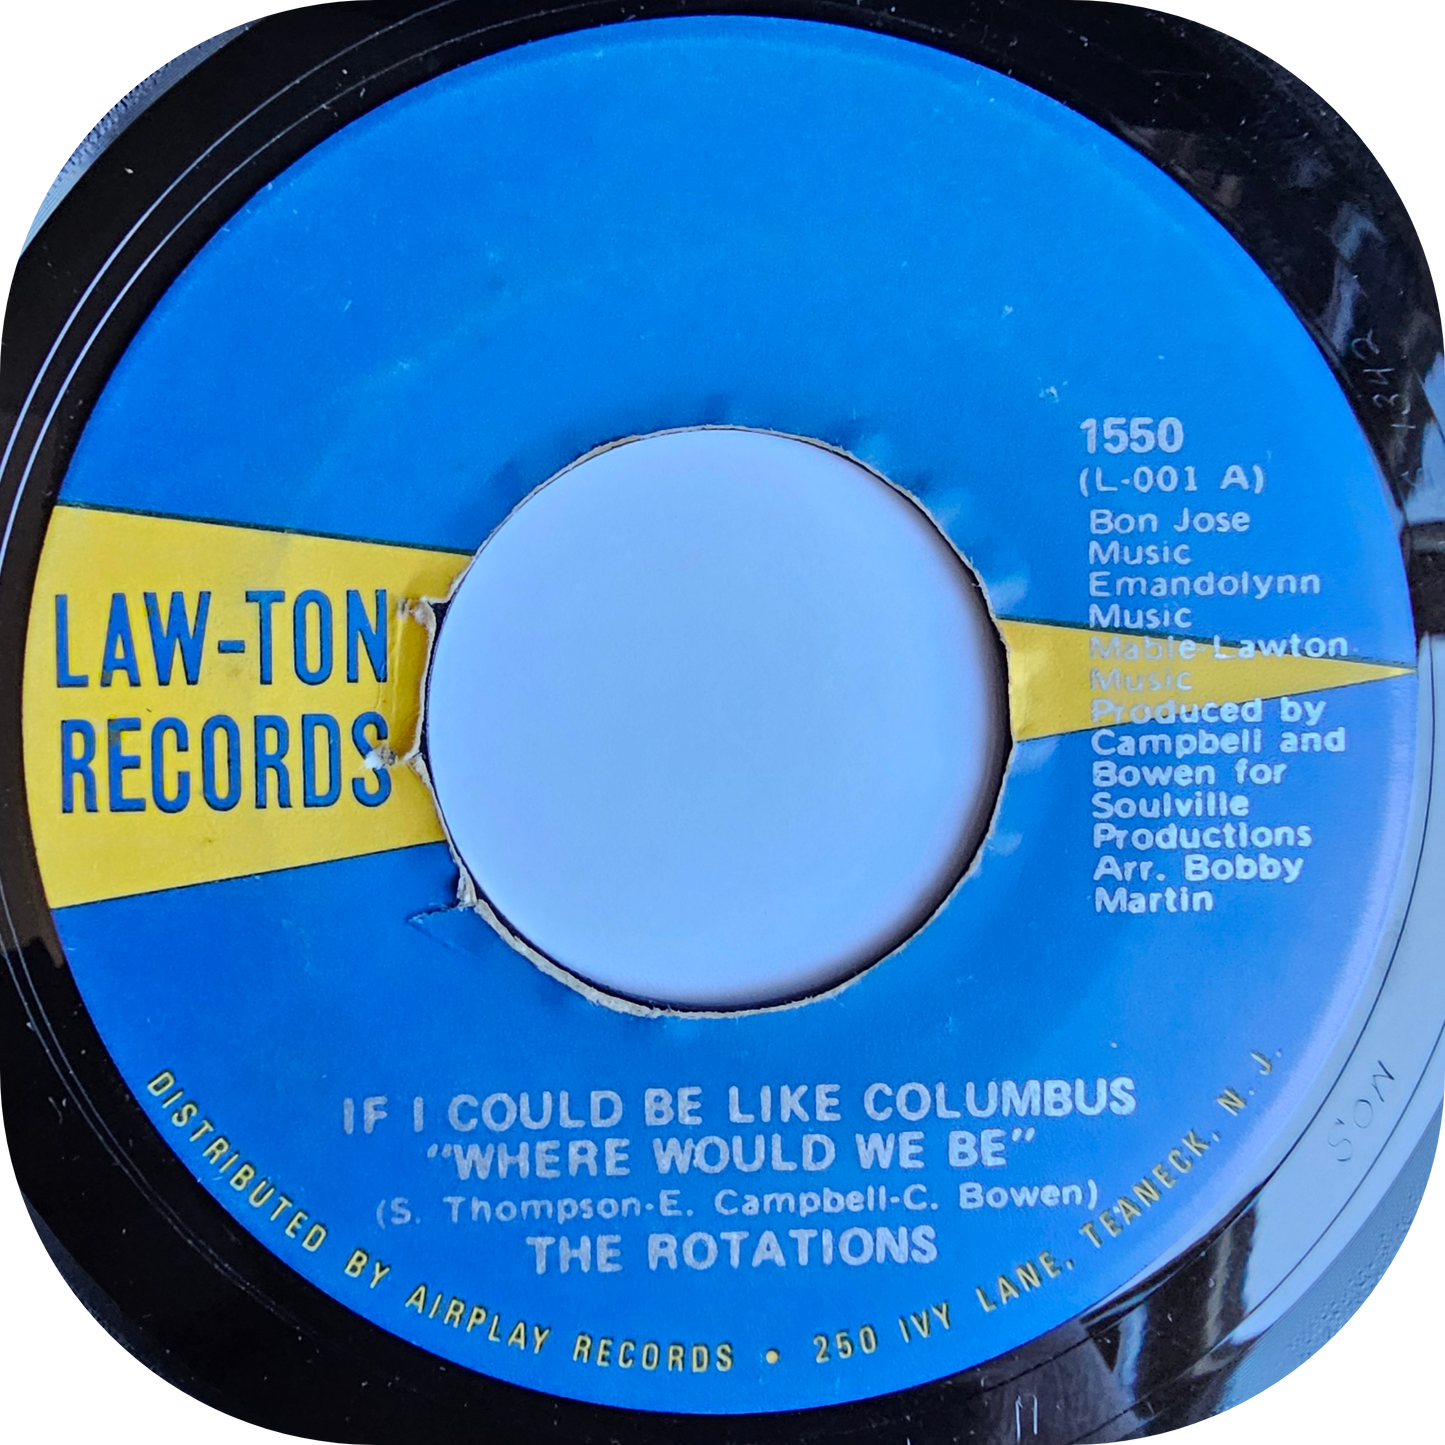 LAW-TON
RECORDS
1550
(L-001 A)
Bon Jose
Music
Emandolynn
Music
Mable Lawton
Music
Produced by
Campbell and
Bowen for
Soulville
Productions
Arr. Bobby
Martin
IF I COULD BE LIKE COLUMBUS
"WHERE WOULD WE BE"
(S. Thompson-E. Campbell-C. Bowen)
THE ROTATIONS
DISTRIBUTED BY AIRPLAY RECORDS • 250 IVY LANE, TEANECK, N. J.